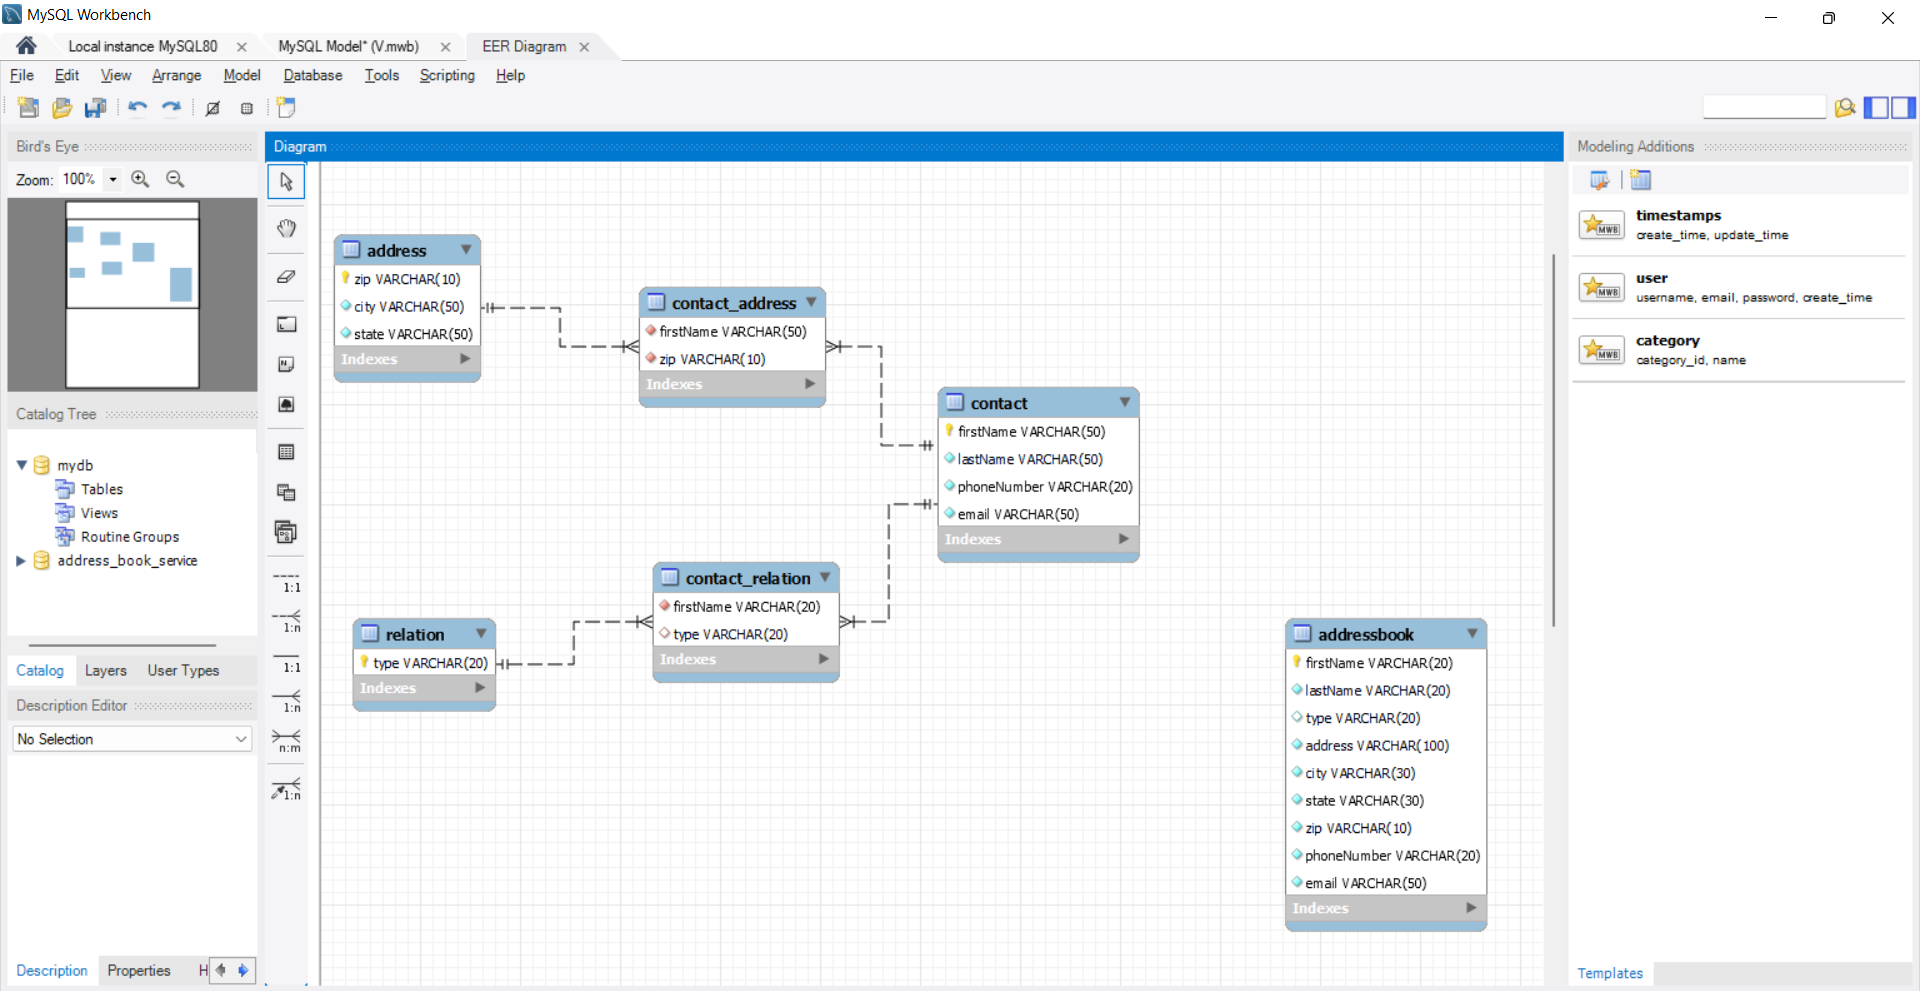 MySQL Workbench
Local instance MySQL80
MySQL Model* (V.mwb)
EER Diagram
File Edit View Arrange Model Database Tools Scripting Help
Bird's Eye
Zoom: 100%
Catalog Tree
mydb
Tables
Views
Routine Groups
address_book_service
Catalog Layers User Types
Description Editor
No Selection
Description Properties H
Diagram
1:1
1:n
1:1
1:n
n:m
1:n
address
zip VARCHAR(10)
city VARCHAR(50)
state VARCHAR(50)
Indexes
contact_address
firstName VARCHAR(50)
zip VARCHAR(10)
Indexes
contact
firstName VARCHAR(50)
lastName VARCHAR(50)
phoneNumber VARCHAR(20)
email VARCHAR(50)
Indexes
contact_relation
firstName VARCHAR(20)
type VARCHAR(20)
Indexes
relation
type VARCHAR(20)
Indexes
addressbook
firstName VARCHAR(20)
lastName VARCHAR(20)
type VARCHAR(20)
address VARCHAR(100)
city VARCHAR(30)
state VARCHAR(30)
zip VARCHAR(10)
phoneNumber VARCHAR(20)
email VARCHAR(50)
Indexes
Modeling Additions
MWB
timestamps
create_time, update_time
MWB
user
username, email, password, create_time
MWB
category
category_id, name
Templates